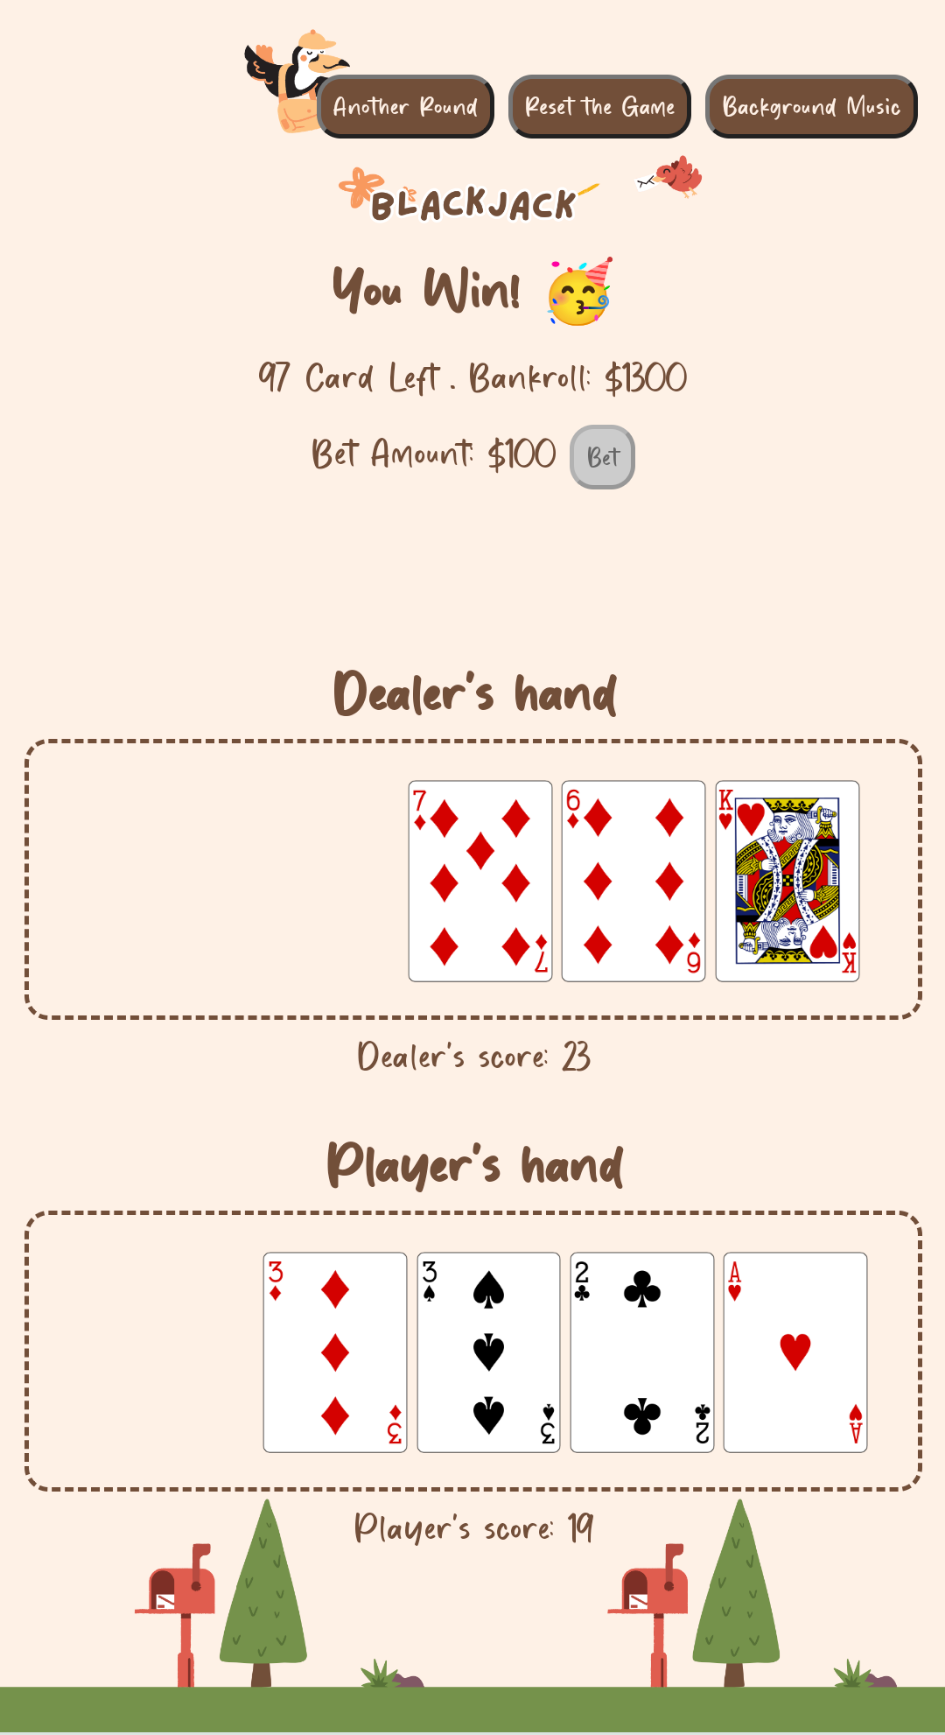 Another Round
Reset the Game
Background Music
BLACKJACK
You Win! 🥳
97 Card Left . Bankroll: $1300
Bet Amount: $100 Bet
Dealer's hand
7 6 K
7 6 K
Dealer's score: 23
Player's hand
3 3 2 A
3 3 2 A
Player's score: 19